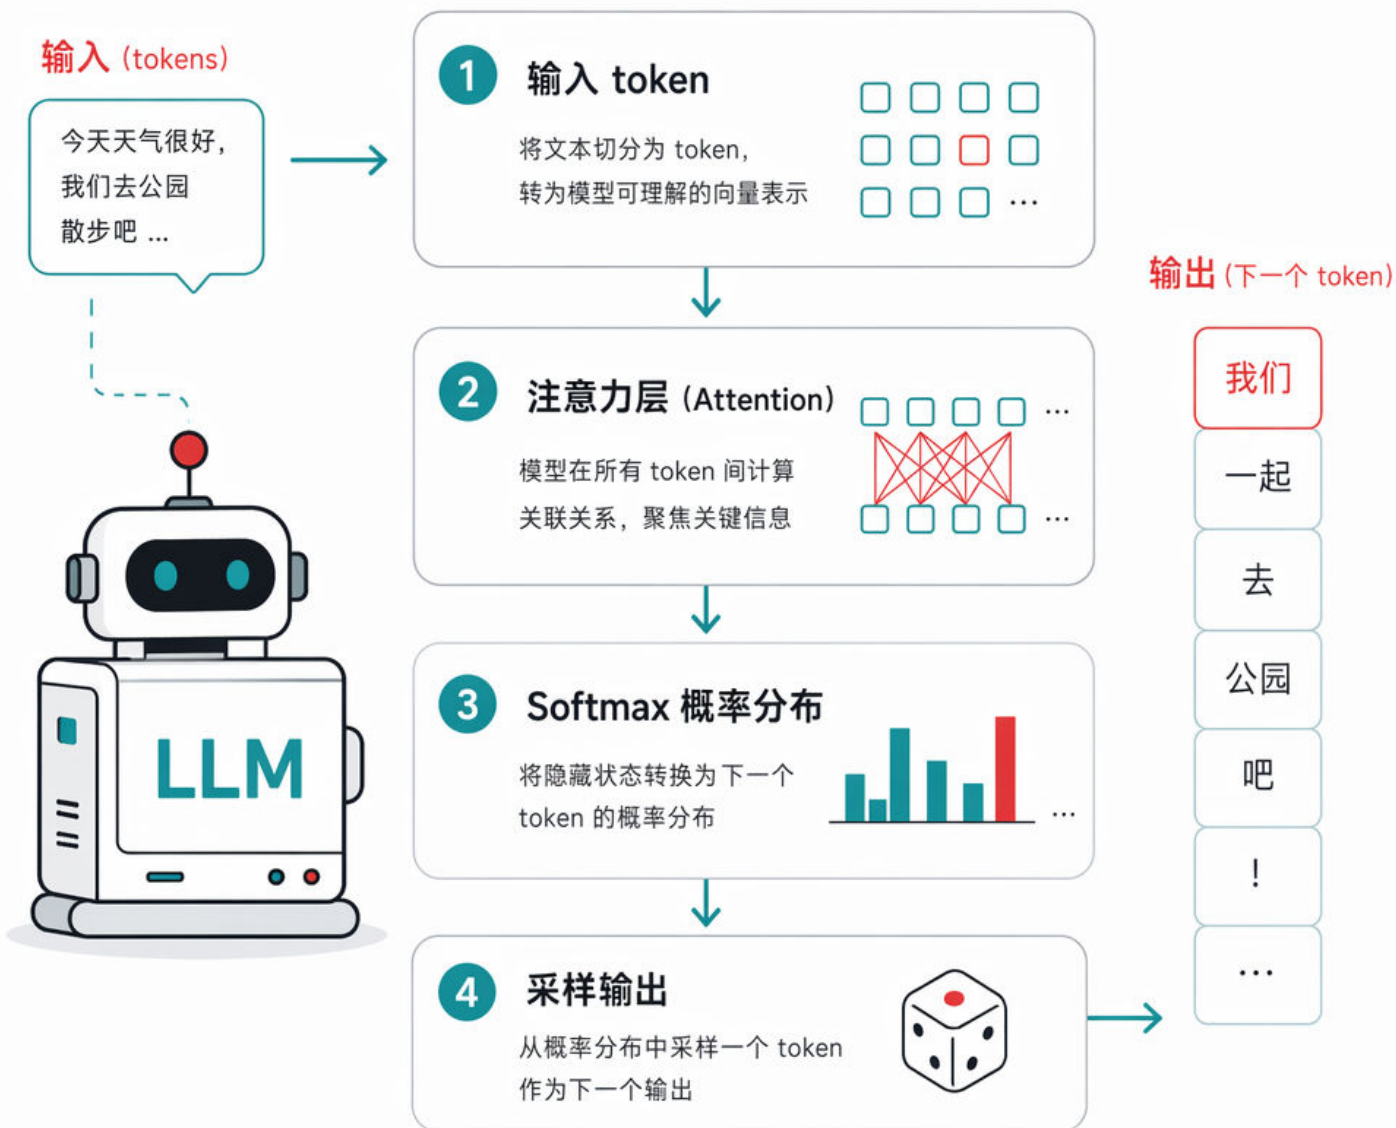 输入 (tokens)
今天天气很好，
我们去公园
散步吧 ...
LLM
1 输入 token
将文本切分为 token，
转为模型可理解的向量表示
...
2 注意力层 (Attention)
...
模型在所有 token 间计算
关联关系，聚焦关键信息
...
3 Softmax 概率分布
将隐藏状态转换为下一个
token 的概率分布
...
4 采样输出
从概率分布中采样一个 token
作为下一个输出
输出 (下一个 token)
我们
一起
去
公园
吧
!
...